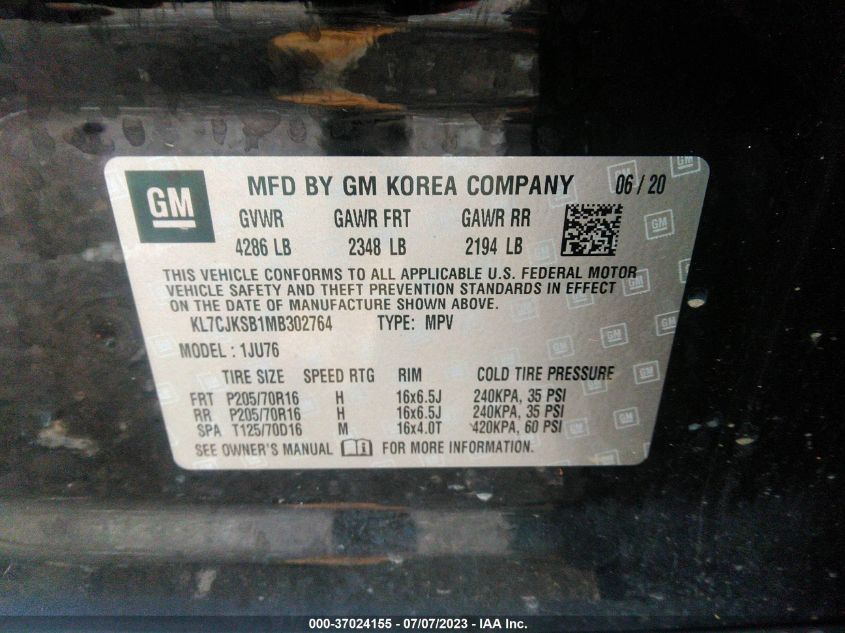 GM MFD BY GM KOREA COMPANY 06/20
GVWR GAWR FRT GAWR RR
4286 LB 2348 LB 2194 LB
THIS VEHICLE CONFORMS TO ALL APPLICABLE U.S. FEDERAL MOTOR
VEHICLE SAFETY AND THEFT PREVENTION STANDARDS IN EFFECT
ON THE DATE OF MANUFACTURE SHOWN ABOVE.
KL7CJKSB1MB302764 TYPE: MPV
MODEL : 1JU76
TIRE SIZE SPEED RTG RIM COLD TIRE PRESSURE
FRT P205/70R16 H 16x6.5J 240KPA, 35 PSI
RR P205/70R16 H 16x6.5J 240KPA, 35 PSI
SPA T125/70D16 M 16x4.0T 420KPA, 60 PSI
SEE OWNER'S MANUAL FOR MORE INFORMATION.
000-37024155 - 07/07/2023 - IAA Inc.